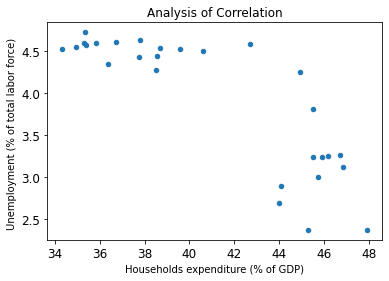 Analysis of Correlation
Unemployment (% of total labor force)
4.5
4.0
3.5
3.0
2.5
34 36 38 40 42 44 46 48
Households expenditure (% of GDP)